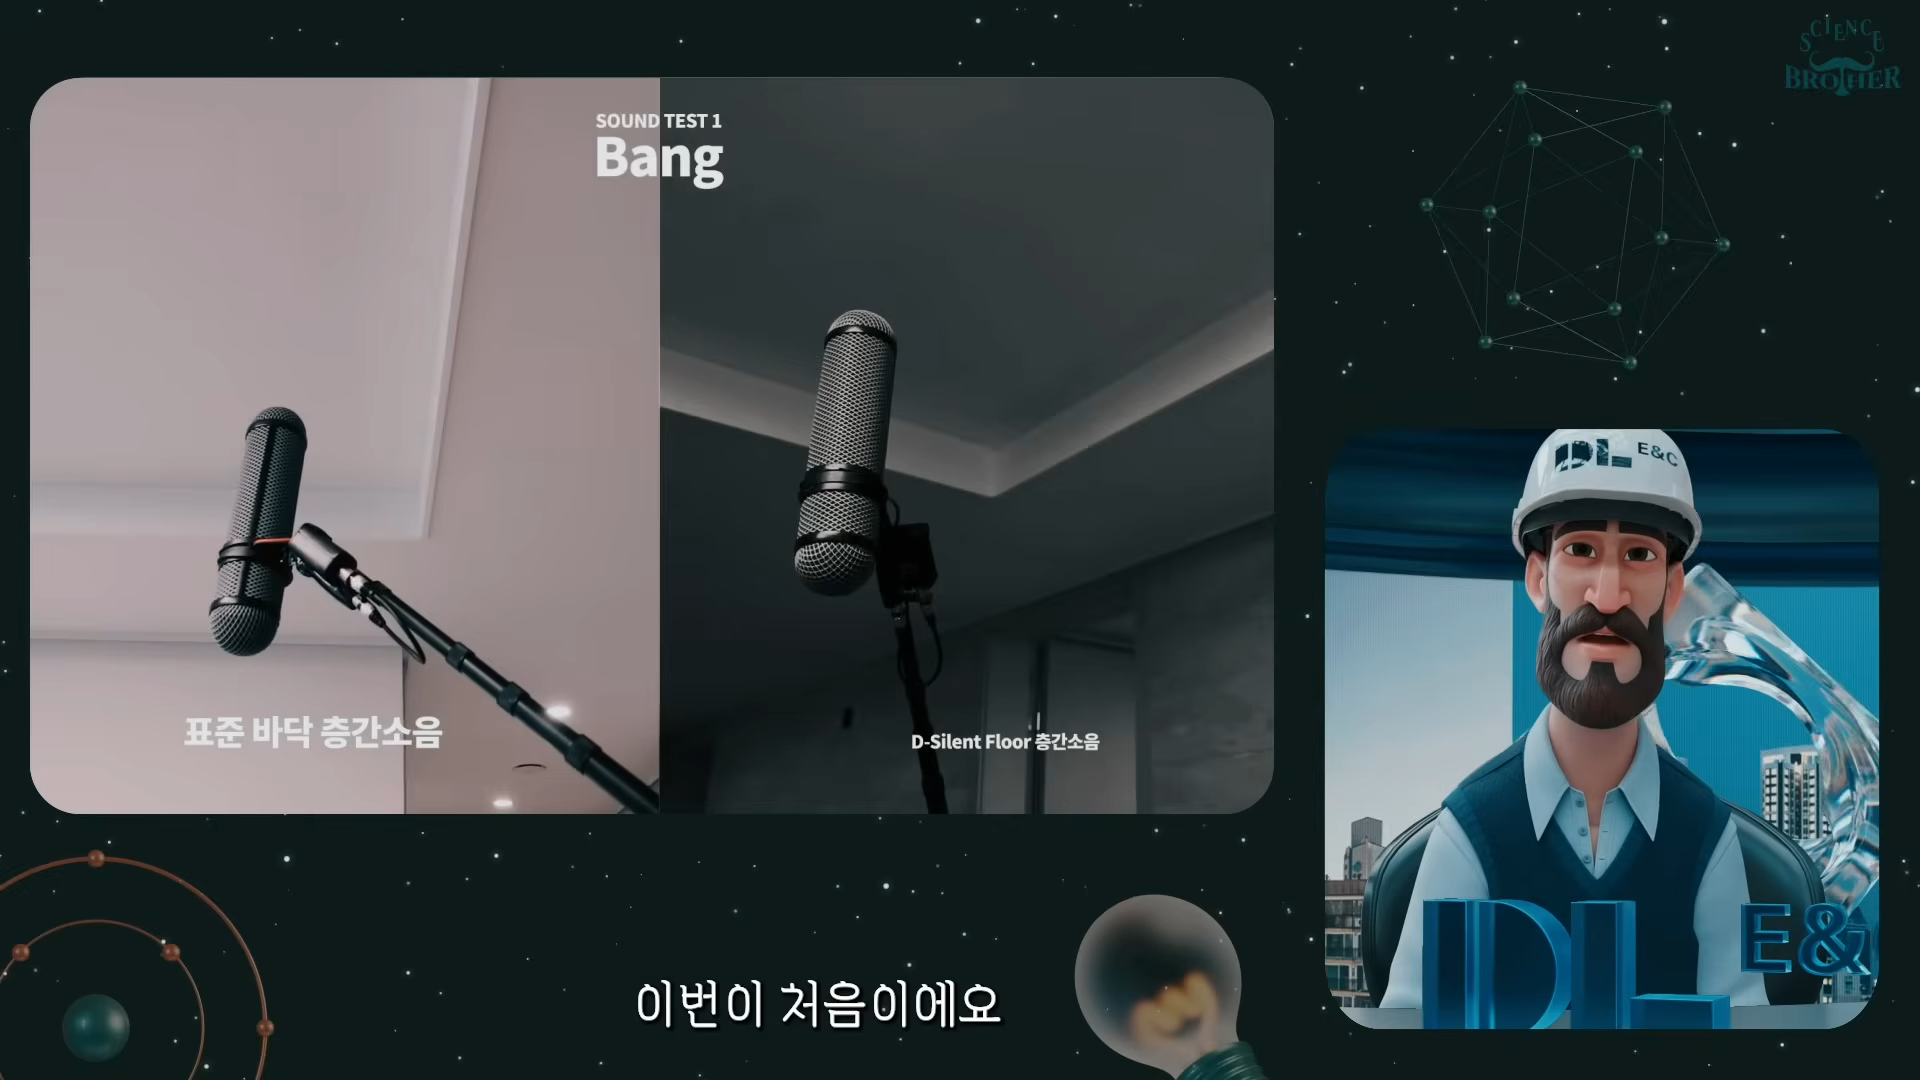 SCIENCE
BROTHER
SOUND TEST 1
Bang
표준 바닥 층간소음
D-Silent Floor 층간소음
DL E&C
DL E&
이번이 처음이에요